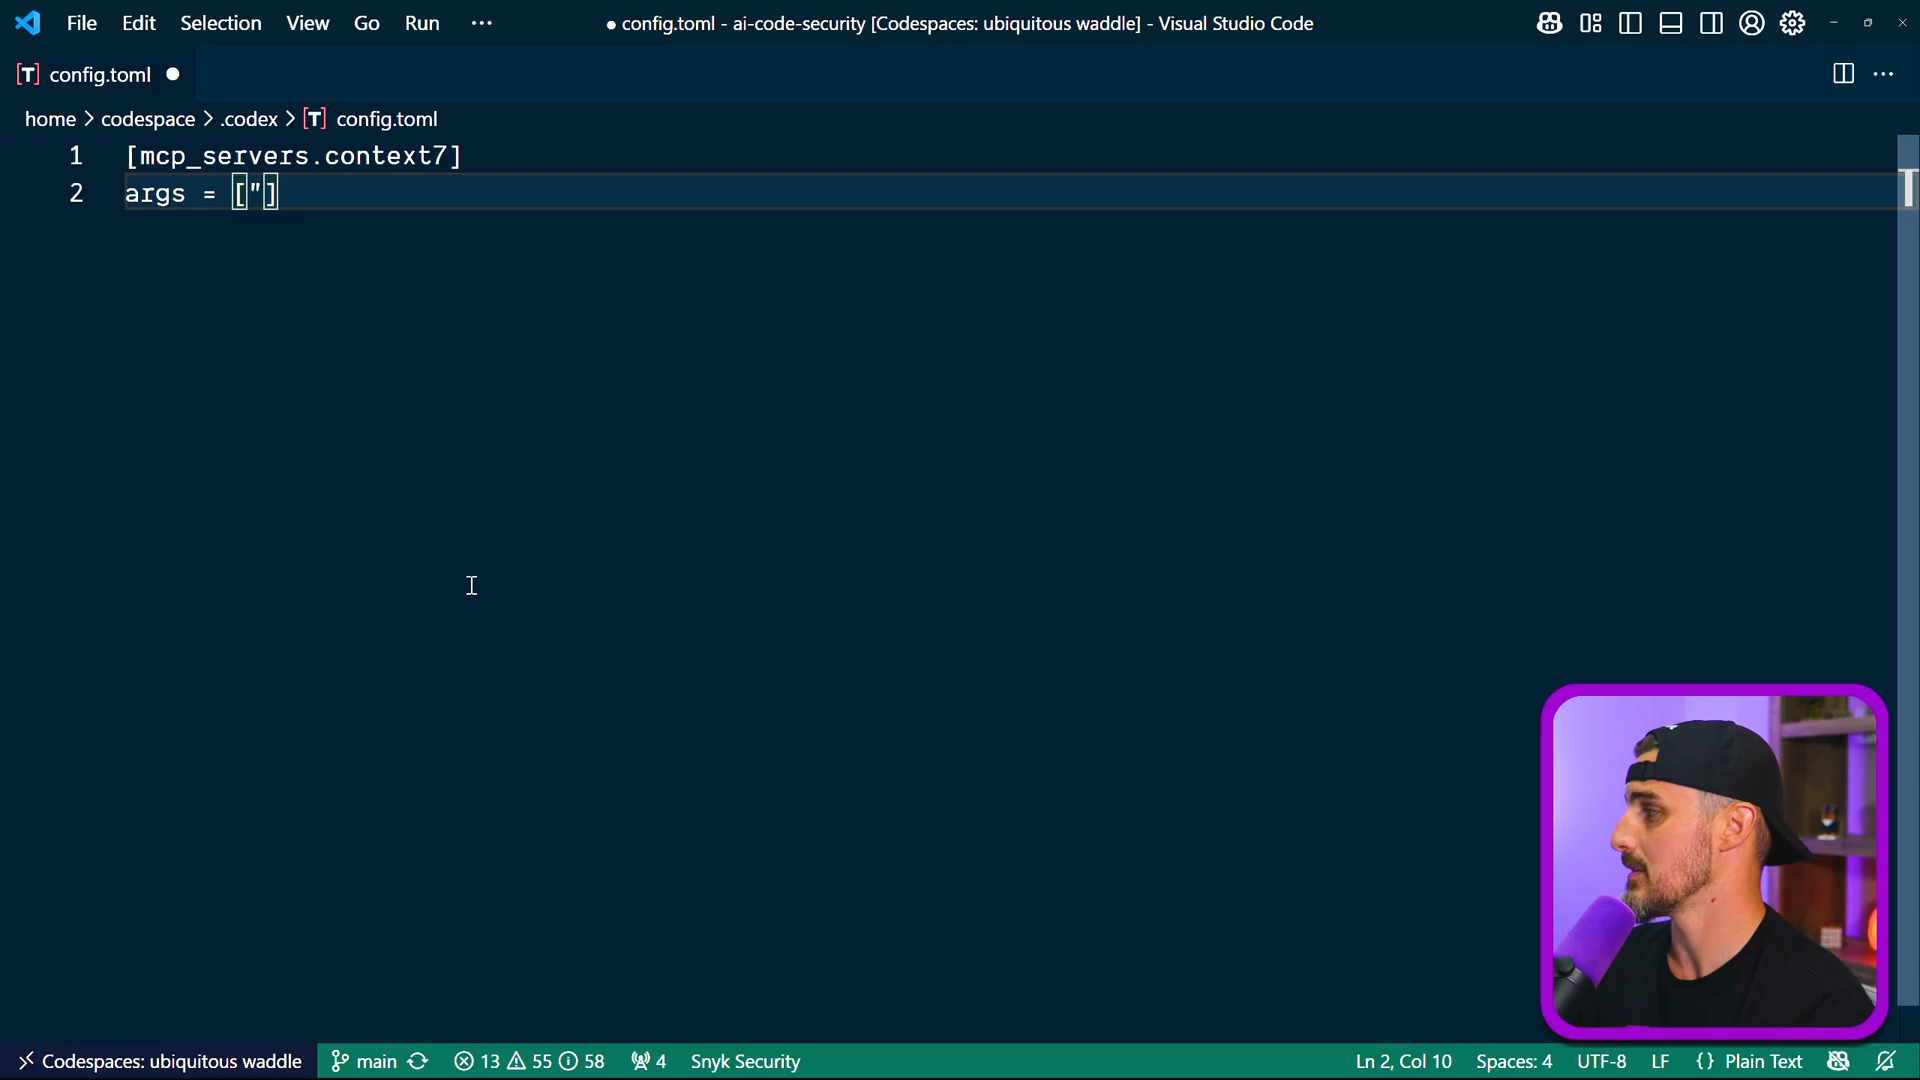 File Edit Selection View Go Run ···
● config.toml - ai-code-security [Codespaces: ubiquitous waddle] - Visual Studio Code
[T] config.toml ●
home > codespace > .codex > [T] config.toml
1 [mcp_servers.context7]
2 args = ["]
Codespaces: ubiquitous waddle main 13 55 58 4 Snyk Security Ln 2, Col 10 Spaces: 4 UTF-8 LF {} Plain Text